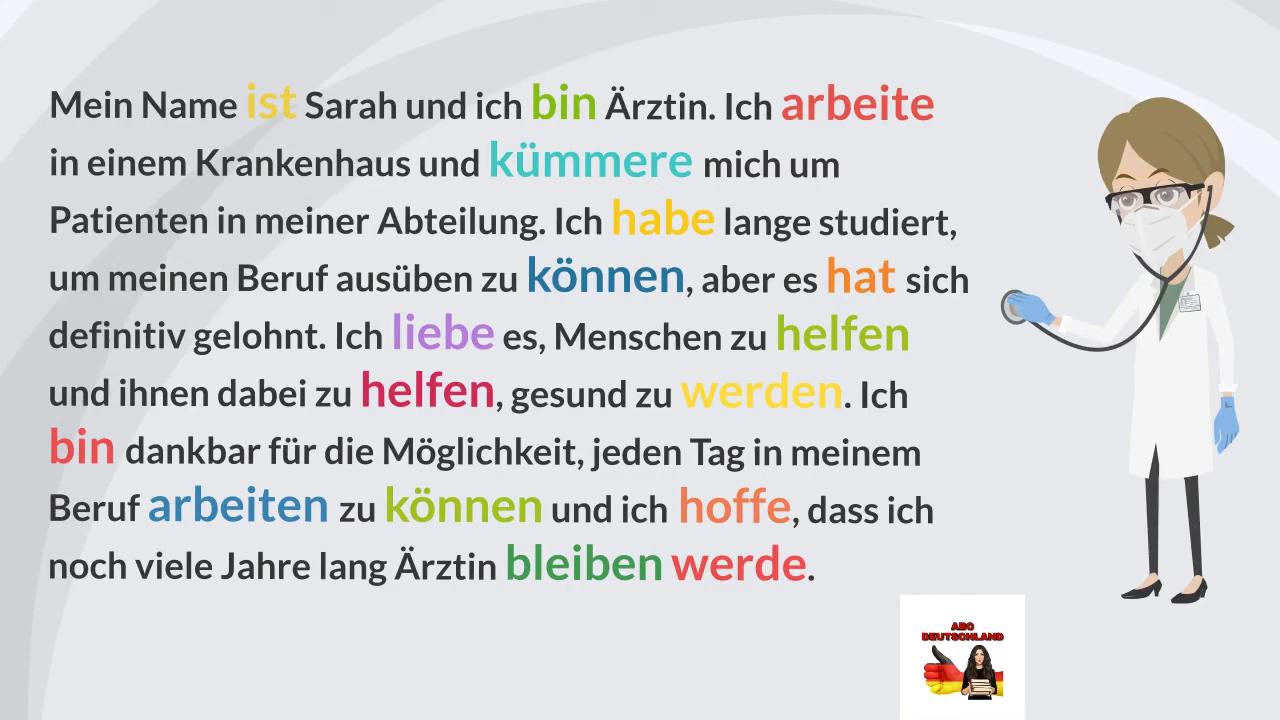 Mein Name ist Sarah und ich bin Ärztin. Ich arbeite
in einem Krankenhaus und kümmere mich um
Patienten in meiner Abteilung. Ich habe lange studiert,
um meinen Beruf ausüben zu können, aber es hat sich
definitiv gelohnt. Ich liebe es, Menschen zu helfen
und ihnen dabei zu helfen, gesund zu werden. Ich
bin dankbar für die Möglichkeit, jeden Tag in meinem
Beruf arbeiten zu können und ich hoffe, dass ich
noch viele Jahre lang Ärztin bleiben werde.
ABC
DEUTSCHLAND